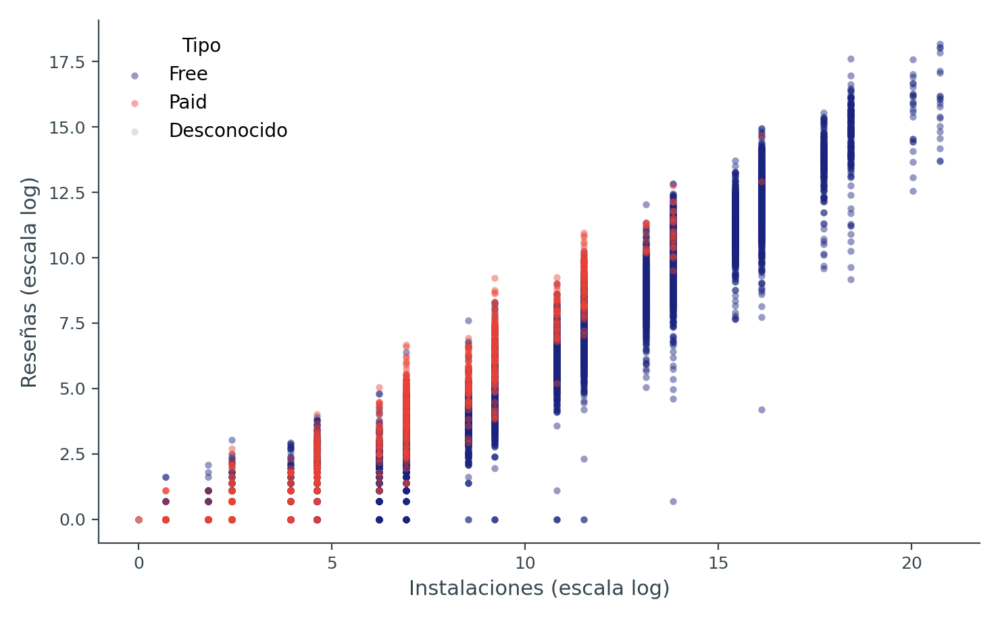 Tipo
Free
Paid
Desconocido
17.5
15.0
12.5
10.0
7.5
5.0
2.5
0.0
Reseñas (escala log)
0 5 10 15 20
Instalaciones (escala log)